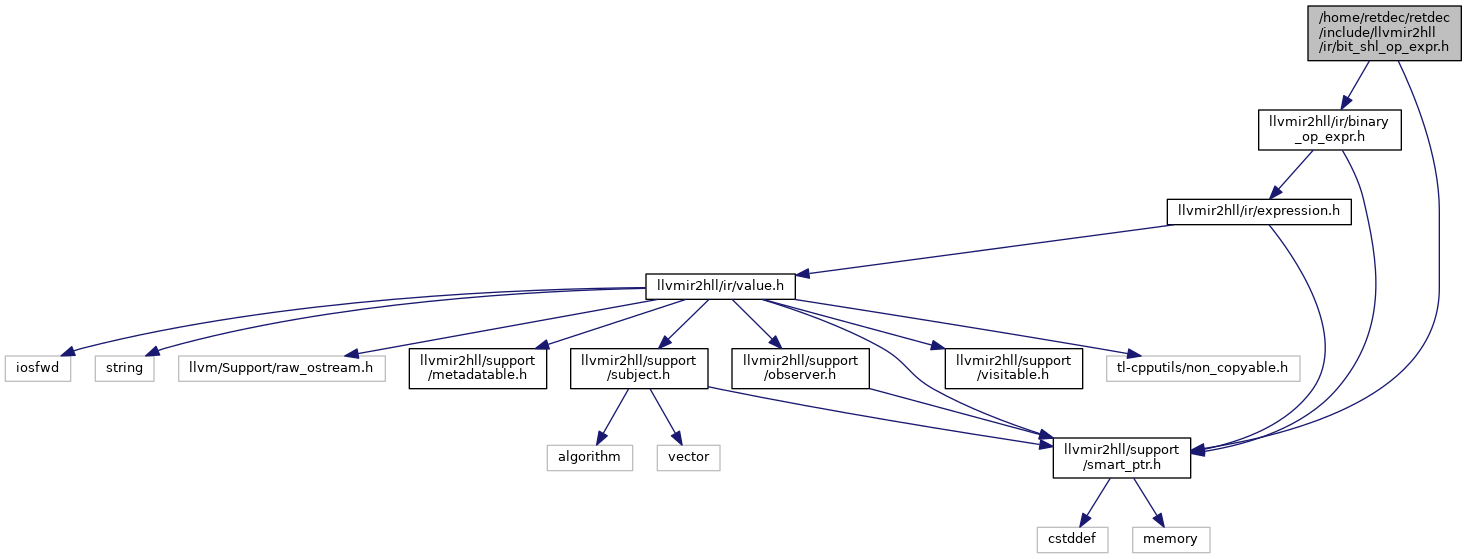 /home/retdec/retdec
/include/llvmir2hll
/ir/bit_shl_op_expr.h
llvmir2hll/ir/binary
_op_expr.h
llvmir2hll/ir/expression.h
llvmir2hll/ir/value.h
iosfwd
string
llvm/Support/raw_ostream.h
llvmir2hll/support
/metadatable.h
llvmir2hll/support
/subject.h
llvmir2hll/support
/observer.h
llvmir2hll/support
/visitable.h
tl-cpputils/non_copyable.h
algorithm
vector
llvmir2hll/support
/smart_ptr.h
cstddef
memory